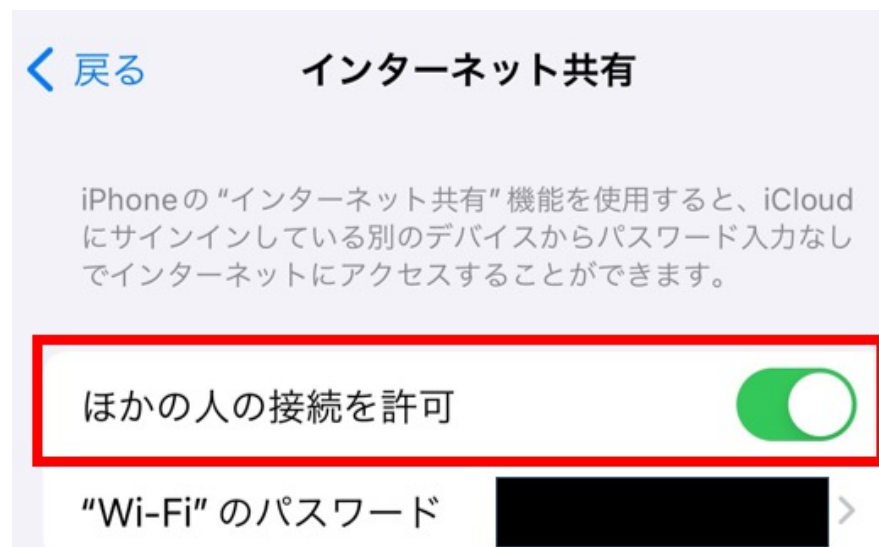 戻る
インターネット共有
iPhoneの “インターネット共有” 機能を使用すると、iCloud
にサインインしている別のデバイスからパスワード入力なし
でインターネットにアクセスすることができます。
ほかの人の接続を許可
“Wi-Fi” のパスワード